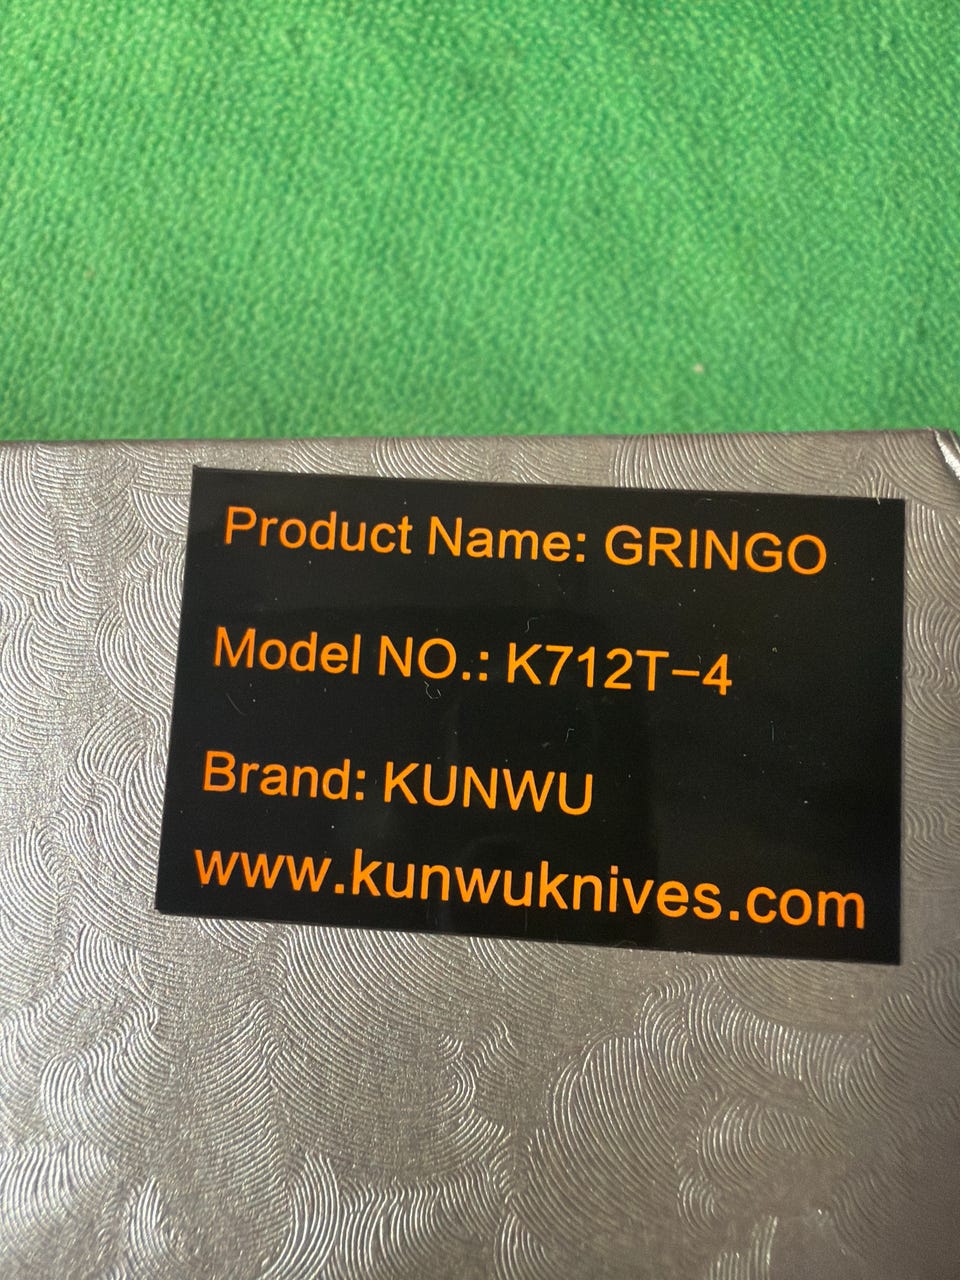 Product Name: GRINGO
Model NO.: K712T-4
Brand: KUNWU
www.kunwuknives.com